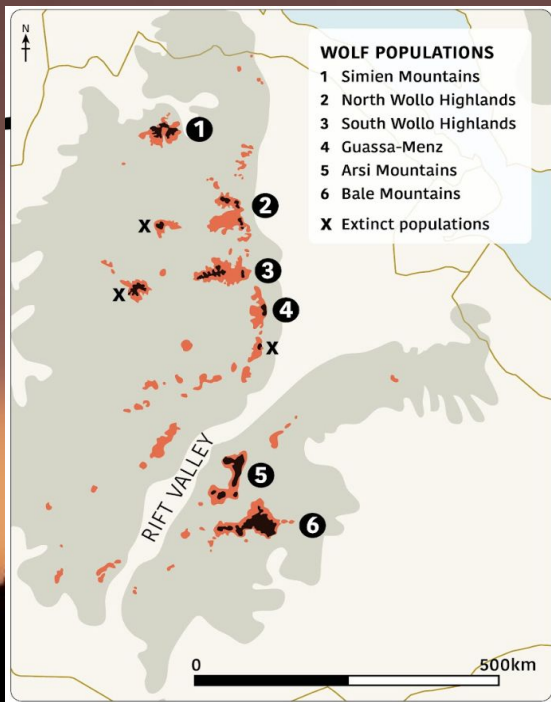 N
WOLF POPULATIONS
1 Simien Mountains
2 North Wollo Highlands
3 South Wollo Highlands
4 Guassa-Menz
5 Arsi Mountains
6 Bale Mountains
X Extinct populations
1
2
X
3
X
4
X
RIFT VALLEY
5
6
0 500km